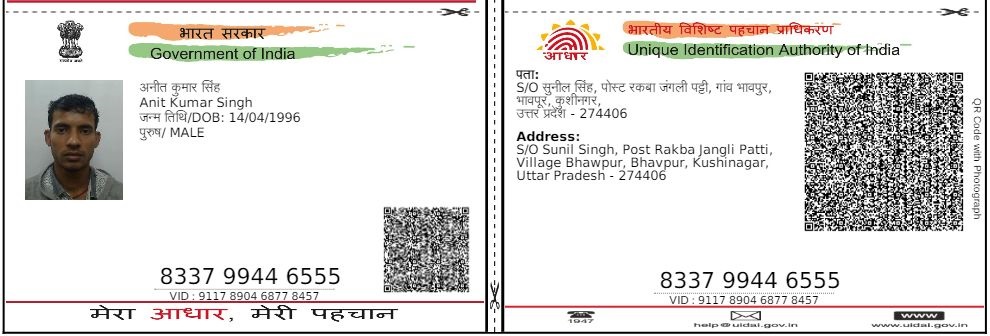 भारत सरकार
Government of India
अनीत कुमार सिंह
Anit Kumar Singh
जन्म तिथि/DOB: 14/04/1996
पुरुष/ MALE
8337 9944 6555
VID : 9117 8904 6877 8457
मेरा आधार, मेरी पहचान
भारतीय विशिष्ट पहचान प्राधिकरण
Unique Identification Authority of India
आधार
पता:
S/O सुनील सिंह, पोस्ट रकबा जंगली पट्टी, गांव भावपुर,
भावपूर, कुशीनगर,
उत्तर प्रदेश - 274406
Address:
S/O Sunil Singh, Post Rakba Jangli Patti,
Village Bhawpur, Bhavpur, Kushinagar,
Uttar Pradesh - 274406
QR Code with Photograph
8337 9944 6555
VID : 9117 8904 6877 8457
1947
help@uidai.gov.in
www
www.uidai.gov.in